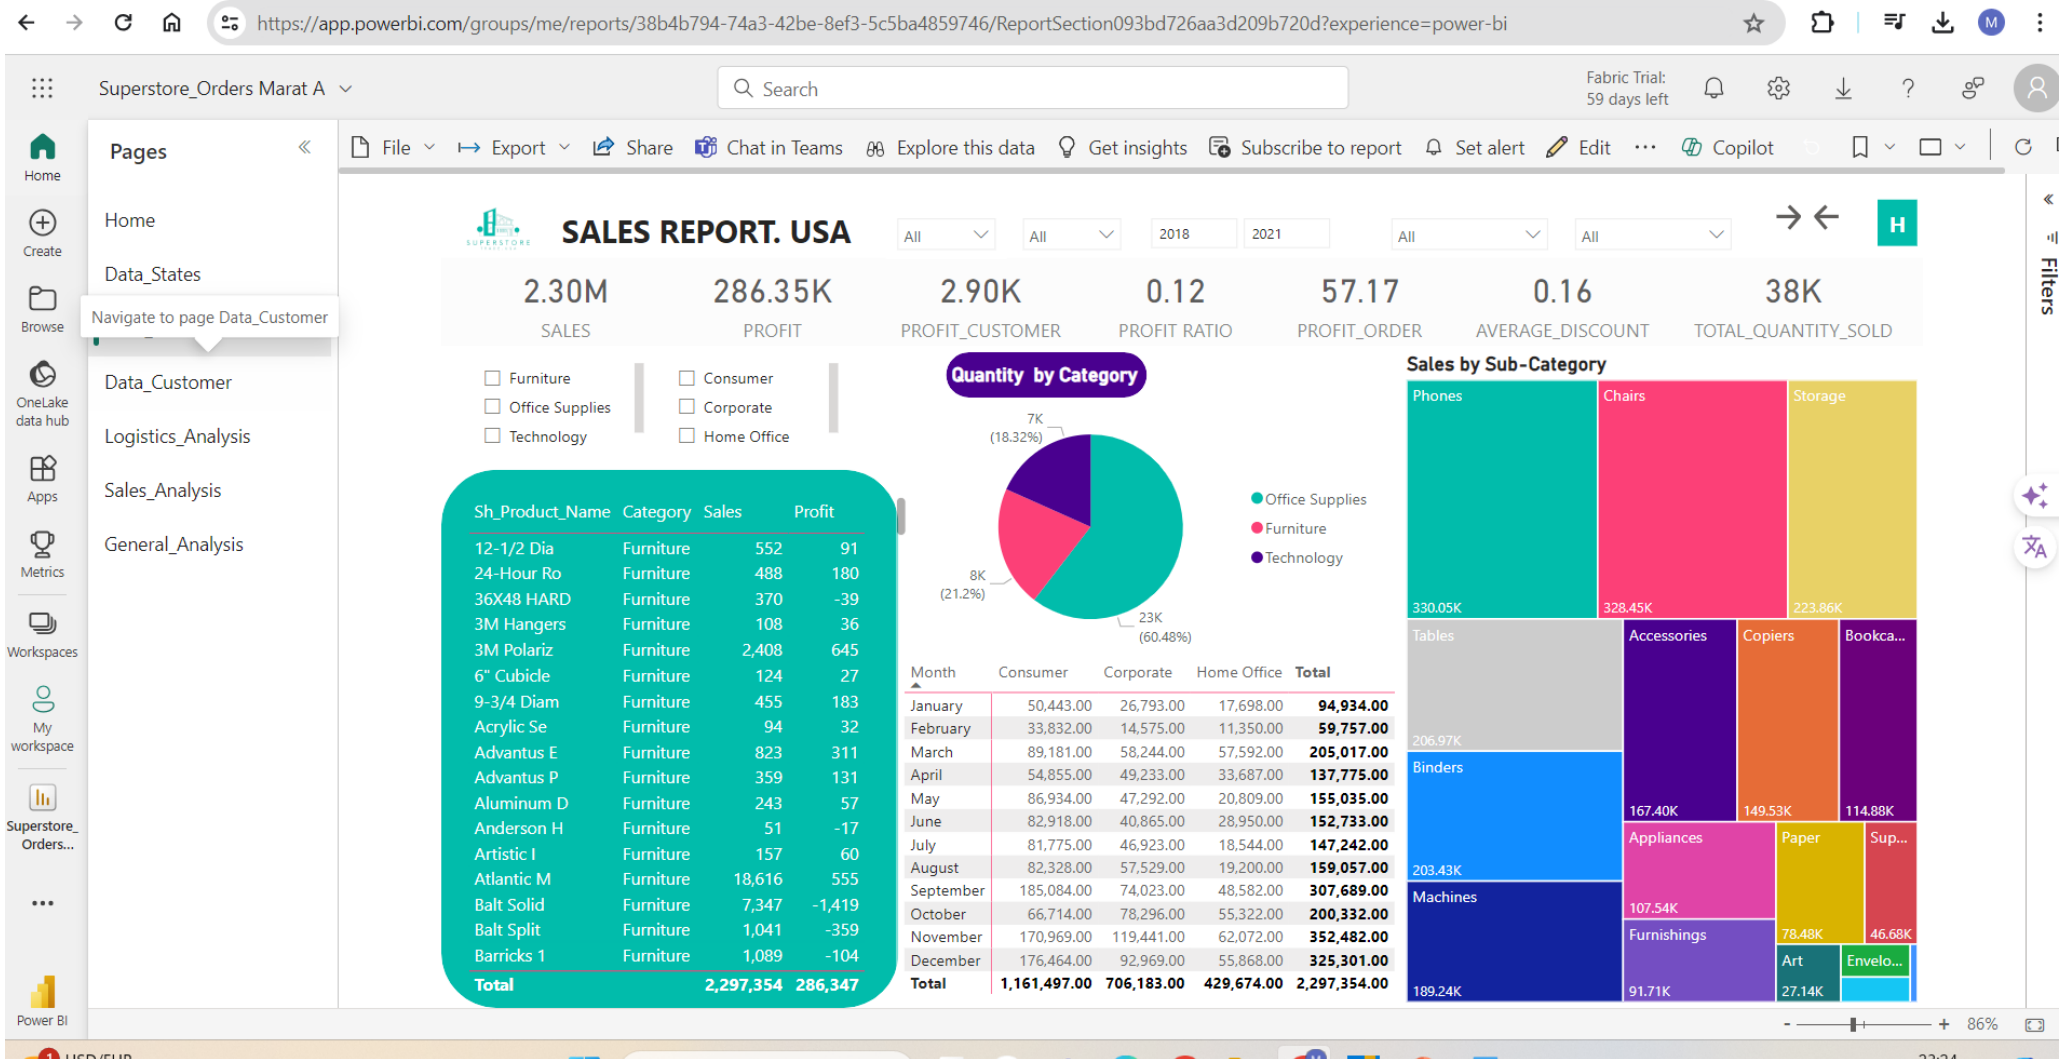 https://app.powerbi.com/groups/me/reports/38b4b794-74a3-42be-8ef3-5c5ba4859746/ReportSection093bd726aa3d209b720d?experience=power-bi
M
Superstore_Orders Marat A
Search
Fabric Trial:
59 days left
Home
Create
Browse
OneLake
data hub
Apps
Metrics
Workspaces
My
workspace
Superstore_
Orders...
Power BI
Pages
Home
Data_States
Navigate to page Data_Customer
Data_Customer
Logistics_Analysis
Sales_Analysis
General_Analysis
File Export Share Chat in Teams Explore this data Get insights Subscribe to report Set alert Edit Copilot
SUPERSTORE
SALES REPORT. USA
All All 2018 2021 All All
H
2.30M 286.35K 2.90K 0.12 57.17 0.16 38K
SALES PROFIT PROFIT_CUSTOMER PROFIT RATIO PROFIT_ORDER AVERAGE_DISCOUNT TOTAL_QUANTITY_SOLD
Filters
Furniture Consumer
Office Supplies Corporate
Technology Home Office
Sh_Product_Name Category Sales Profit
12-1/2 Dia Furniture 552 91
24-Hour Ro Furniture 488 180
36X48 HARD Furniture 370 -39
3M Hangers Furniture 108 36
3M Polariz Furniture 2,408 645
6" Cubicle Furniture 124 27
9-3/4 Diam Furniture 455 183
Acrylic Se Furniture 94 32
Advantus E Furniture 823 311
Advantus P Furniture 359 131
Aluminum D Furniture 243 57
Anderson H Furniture 51 -17
Artistic I Furniture 157 60
Atlantic M Furniture 18,616 555
Balt Solid Furniture 7,347 -1,419
Balt Split Furniture 1,041 -359
Barricks 1 Furniture 1,089 -104
Total 2,297,354 286,347
Quantity by Category
7K
(18.32%)
8K
(21.2%)
23K
(60.48%)
Office Supplies
Furniture
Technology
Month Consumer Corporate Home Office Total
January 50,443.00 26,793.00 17,698.00 94,934.00
February 33,832.00 14,575.00 11,350.00 59,757.00
March 89,181.00 58,244.00 57,592.00 205,017.00
April 54,855.00 49,233.00 33,687.00 137,775.00
May 86,934.00 47,292.00 20,809.00 155,035.00
June 82,918.00 40,865.00 28,950.00 152,733.00
July 81,775.00 46,923.00 18,544.00 147,242.00
August 82,328.00 57,529.00 19,200.00 159,057.00
September 185,084.00 74,023.00 48,582.00 307,689.00
October 66,714.00 78,296.00 55,322.00 200,332.00
November 170,969.00 119,441.00 62,072.00 352,482.00
December 176,464.00 92,969.00 55,868.00 325,301.00
Total 1,161,497.00 706,183.00 429,674.00 2,297,354.00
Sales by Sub-Category
Phones
330.05K
Chairs
328.45K
Storage
223.86K
Tables
206.97K
Binders
203.43K
Machines
189.24K
Accessories
167.40K
Copiers
149.53K
Bookca...
114.88K
Appliances
107.54K
Furnishings
91.71K
Paper
78.48K
Sup...
46.68K
Art
27.14K
Envelo...
- + 86%
1